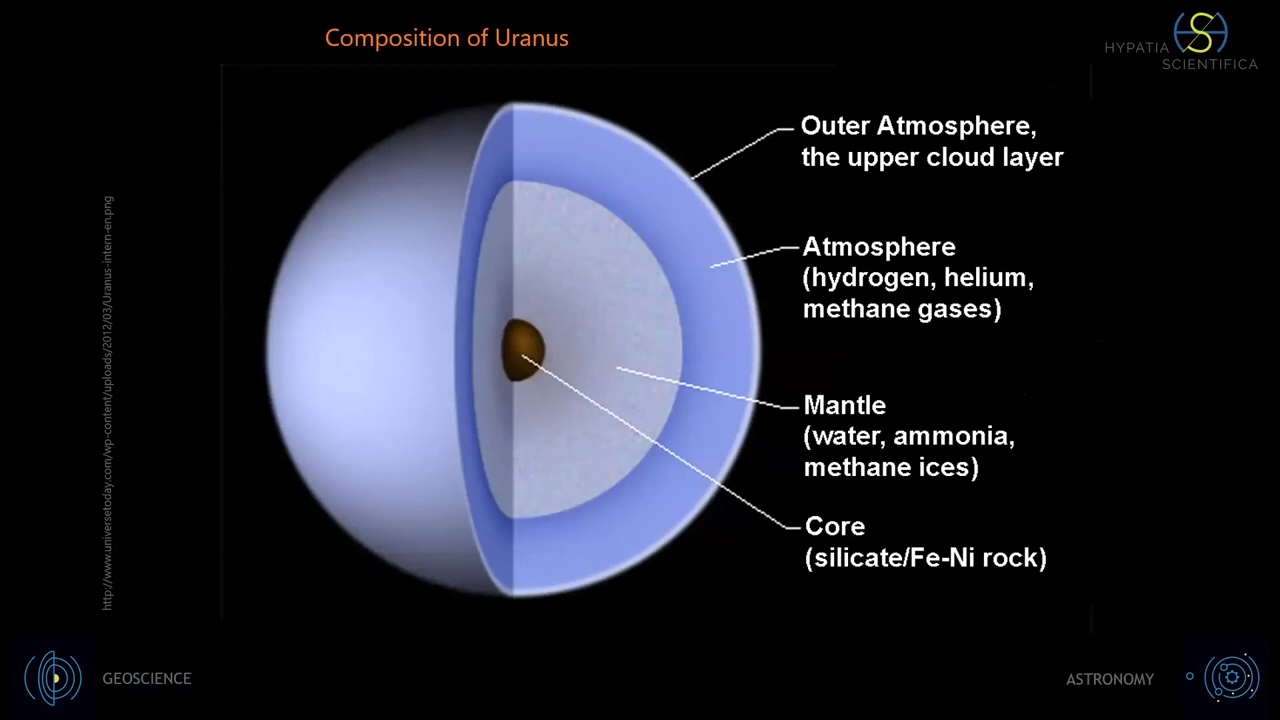 Composition of Uranus
HYPATIA
SCIENTIFICA
Outer Atmosphere,
the upper cloud layer
Atmosphere
(hydrogen, helium,
methane gases)
Mantle
(water, ammonia,
methane ices)
Core
(silicate/Fe-Ni rock)
http://www.universetoday.com/wp-content/uploads/2012/03/Uranus-intern-en.png
GEOSCIENCE
ASTRONOMY